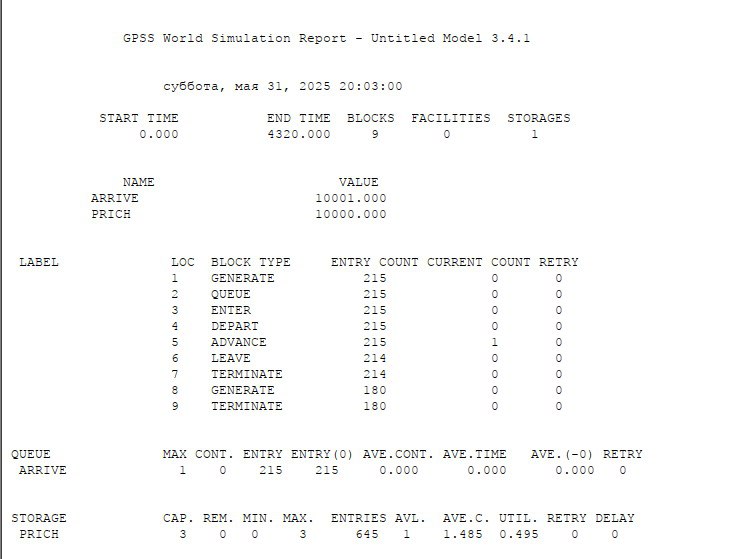 GPSS World Simulation Report - Untitled Model 3.4.1
суббота, мая 31, 2025 20:03:00
START TIME END TIME BLOCKS FACILITIES STORAGES
0.000 4320.000 9 0 1
NAME VALUE
ARRIVE 10001.000
PRICH 10000.000
LABEL LOC BLOCK TYPE ENTRY COUNT CURRENT COUNT RETRY
1 GENERATE 215 0 0
2 QUEUE 215 0 0
3 ENTER 215 0 0
4 DEPART 215 0 0
5 ADVANCE 215 1 0
6 LEAVE 214 0 0
7 TERMINATE 214 0 0
8 GENERATE 180 0 0
9 TERMINATE 180 0 0
QUEUE MAX CONT. ENTRY ENTRY(0) AVE.CONT. AVE.TIME AVE.(-0) RETRY
ARRIVE 1 0 215 215 0.000 0.000 0.000 0
STORAGE CAP. REM. MIN. MAX. ENTRIES AVL. AVE.C. UTIL. RETRY DELAY
PRICH 3 0 0 3 645 1 1.485 0.495 0 0